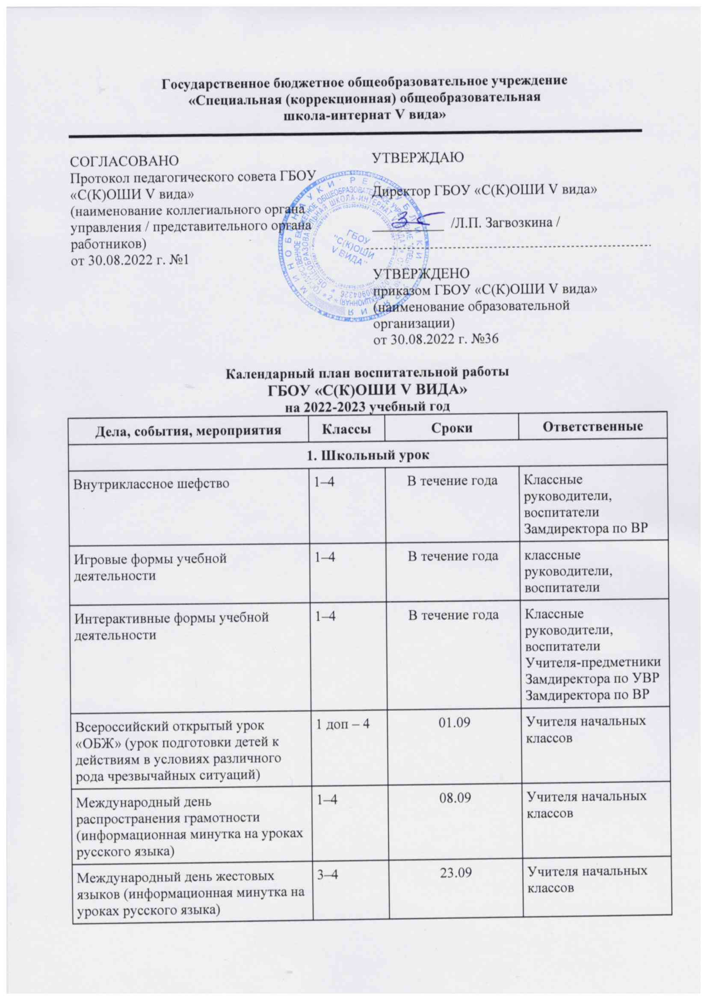 Государственное бюджетное общеобразовательное учреждение
«Специальная (коррекционная) общеобразовательная
школа-интернат V вида»
СОГЛАСОВАНО
Протокол педагогического совета ГБОУ
«С(К)ОШИ V вида»
(наименование коллегиального органа
управления / представительного органа
работников)
от 30.08.2022 г. №1
УТВЕРЖДАЮ
Директор ГБОУ «С(К)ОШИ V вида»
/Л.П. Загвозкина /
УТВЕРЖДЕНО
приказом ГБОУ «С(К)ОШИ V вида»
(наименование образовательной
организации)
от 30.08.2022 г. №36
ГБОУ
"С(К)ОШИ
V ВИДА"
Календарный план воспитательной работы
ГБОУ «С(К)ОШИ V ВИДА»
на 2022-2023 учебный год
Дела, события, мероприятия Классы Сроки Ответственные
1. Школьный урок
Внутриклассное шефство 1–4 В течение года Классные
руководители,
воспитатели
Замдиректора по ВР
Игровые формы учебной 1–4 В течение года классные
деятельности руководители,
воспитатели
Интерактивные формы учебной 1–4 В течение года Классные
деятельности руководители,
воспитатели
Учителя-предметники
Замдиректора по УВР
Замдиректора по ВР
Всероссийский открытый урок 1 доп – 4 01.09 Учителя начальных
«ОБЖ» (урок подготовки детей к классов
действиям в условиях различного
рода чрезвычайных ситуаций)
Международный день 1–4 08.09 Учителя начальных
распространения грамотности классов
(информационная минутка на уроках
русского языка)
Международный день жестовых 3–4 23.09 Учителя начальных
языков (информационная минутка на классов
уроках русского языка)